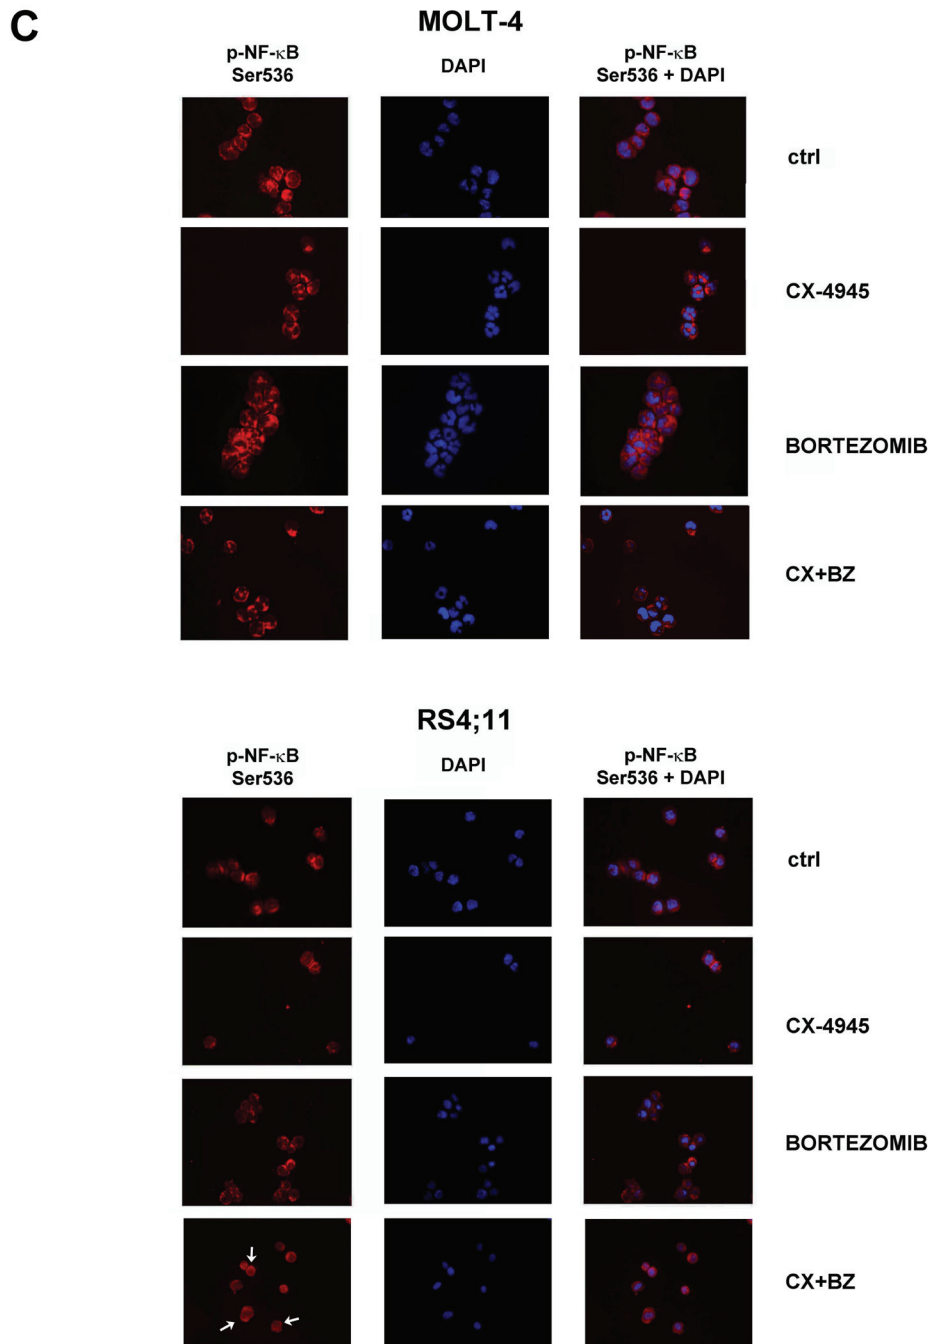 C
MOLT-4
p-NF-κB
Ser536
DAPI
p-NF-κB
Ser536 + DAPI
ctrl
CX-4945
BORTEZOMIB
CX+BZ
RS4;11
p-NF-κB
Ser536
DAPI
p-NF-κB
Ser536 + DAPI
ctrl
CX-4945
BORTEZOMIB
CX+BZ